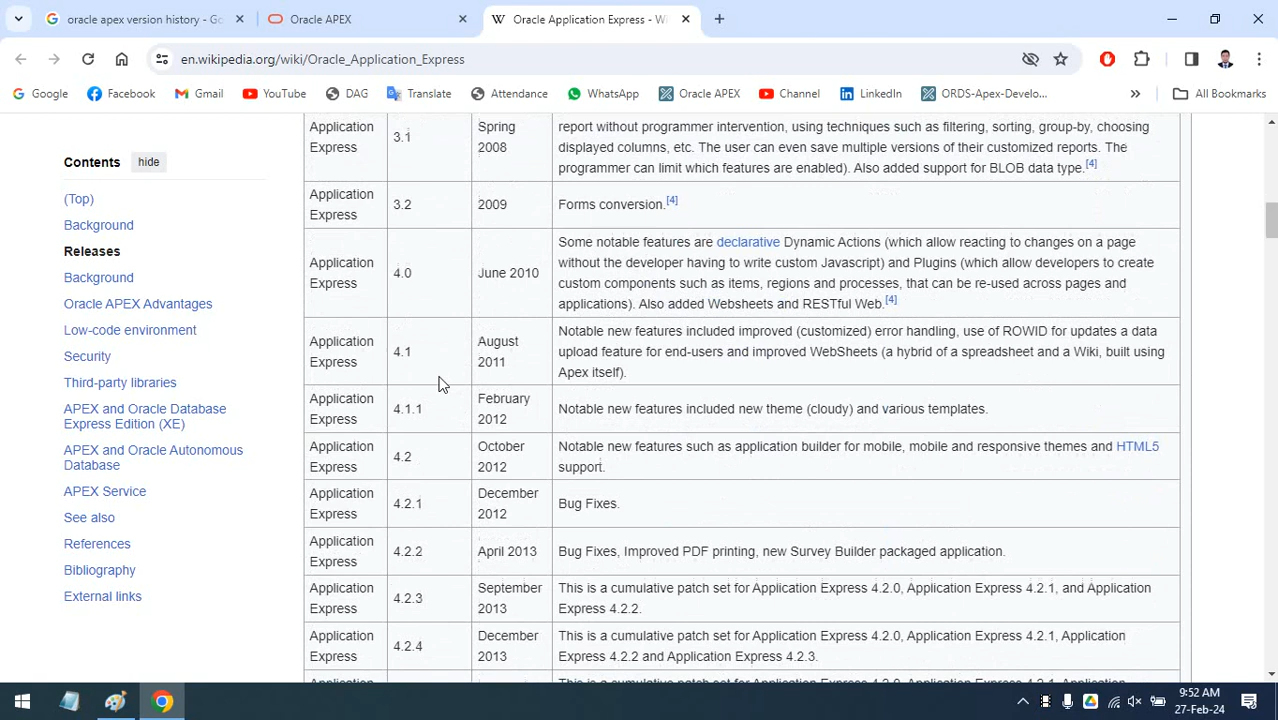 oracle apex version history - Go
Oracle APEX
Oracle Application Express - Wi
en.wikipedia.org/wiki/Oracle_Application_Express
Google
Facebook
Gmail
YouTube
DAG
Translate
Attendance
WhatsApp
Oracle APEX
Channel
LinkedIn
ORDS-Apex-Develo...
All Bookmarks
Contents
hide
(Top)
Background
Releases
Background
Oracle APEX Advantages
Low-code environment
Security
Third-party libraries
APEX and Oracle Database
Express Edition (XE)
APEX and Oracle Autonomous
Database
APEX Service
See also
References
Bibliography
External links
Application
Express
3.1
Spring
2008
report without programmer intervention, using techniques such as filtering, sorting, group-by, choosing
displayed columns, etc. The user can even save multiple versions of their customized reports. The
programmer can limit which features are enabled). Also added support for BLOB data type.[4]
Application
Express
3.2
2009
Forms conversion.[4]
Application
Express
4.0
June 2010
Some notable features are declarative Dynamic Actions (which allow reacting to changes on a page
without the developer having to write custom Javascript) and Plugins (which allow developers to create
custom components such as items, regions and processes, that can be re-used across pages and
applications). Also added Websheets and RESTful Web.[4]
Application
Express
4.1
August
2011
Notable new features included improved (customized) error handling, use of ROWID for updates a data
upload feature for end-users and improved WebSheets (a hybrid of a spreadsheet and a Wiki, built using
Apex itself).
Application
Express
4.1.1
February
2012
Notable new features included new theme (cloudy) and various templates.
Application
Express
4.2
October
2012
Notable new features such as application builder for mobile, mobile and responsive themes and HTML5
support.
Application
Express
4.2.1
December
2012
Bug Fixes.
Application
Express
4.2.2
April 2013
Bug Fixes, Improved PDF printing, new Survey Builder packaged application.
Application
Express
4.2.3
September
2013
This is a cumulative patch set for Application Express 4.2.0, Application Express 4.2.1, and Application
Express 4.2.2.
Application
Express
4.2.4
December
2013
This is a cumulative patch set for Application Express 4.2.0, Application Express 4.2.1, Application
Express 4.2.2 and Application Express 4.2.3.
9:52 AM
27-Feb-24